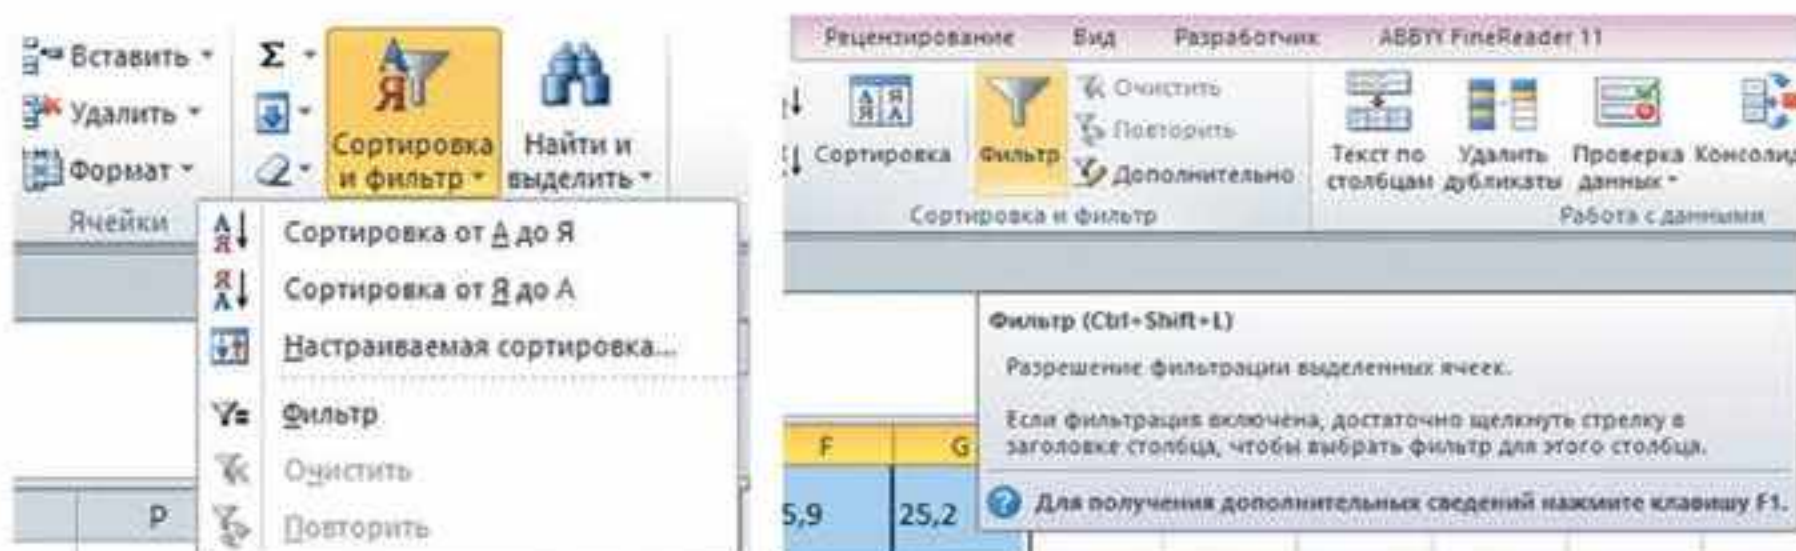 Вставить
Удалить
Формат
Ячейки
Σ
Сортировка
и фильтр
Найти и
выделить
Сортировка от А до Я
Сортировка от Я до А
Настраиваемая сортировка...
Фильтр
Очистить
Повторить
P
Рецензирование Вид Разработчик ABBYY FineReader 11
Сортировка
Фильтр
Очистить
Повторить
Дополнительно
Сортировка и фильтр
Текст по
столбцам
Удалить
дубликаты
Проверка
данных
Консолид
Работа с данными
Фильтр (Ctrl+Shift+L)
Разрешение фильтрации выделенных ячеек.
Если фильтрация включена, достаточно щелкнуть стрелку в
заголовке столбца, чтобы выбрать фильтр для этого столбца.
Для получения дополнительных сведений нажмите клавишу F1.
F G
5,9 25,2